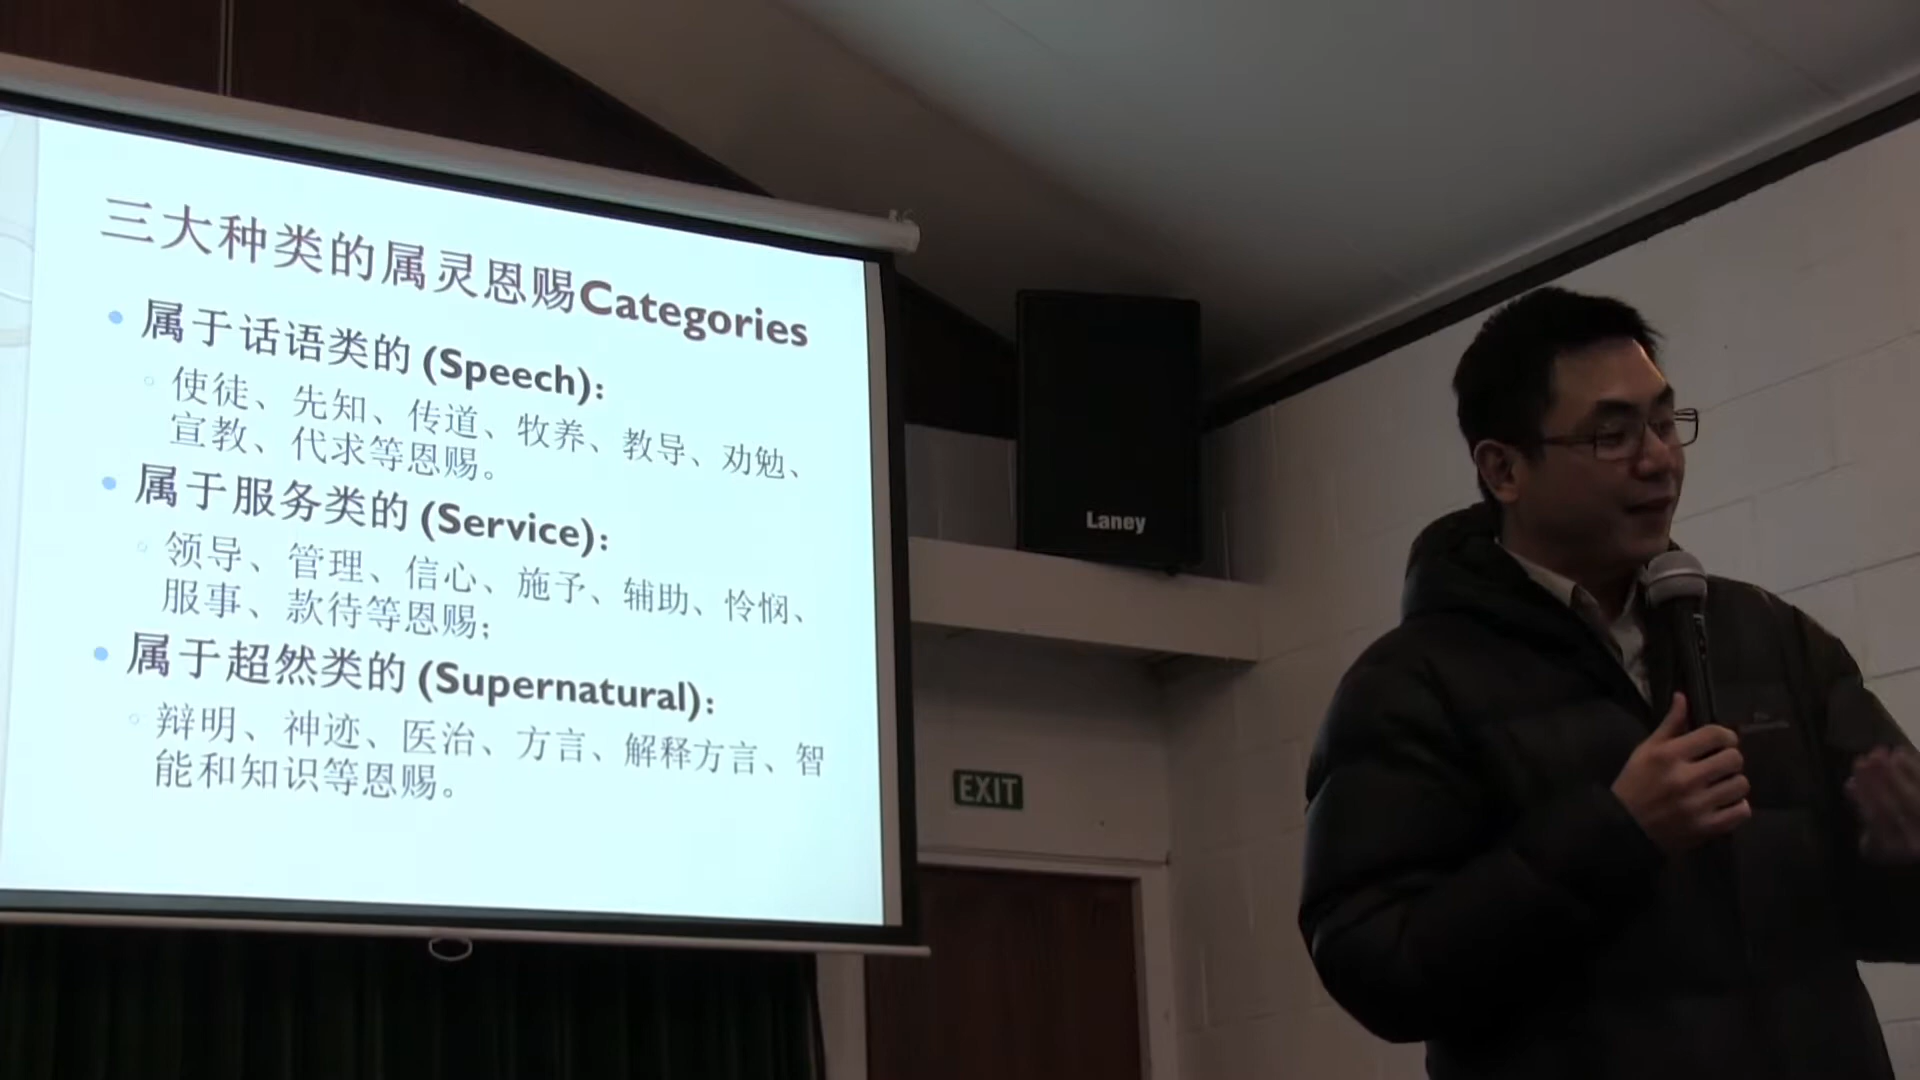 三大种类的属灵恩赐Categories
属于话语类的 (Speech):
使徒、先知、传道、牧养、教导、劝勉、
宣教、代求等恩赐。
属于服务类的 (Service):
领导、管理、信心、施予、辅助、怜悯、
服事、款待等恩赐;
属于超然类的 (Supernatural):
辩明、神迹、医治、方言、解释方言、智
能和知识等恩赐。
Laney
EXIT